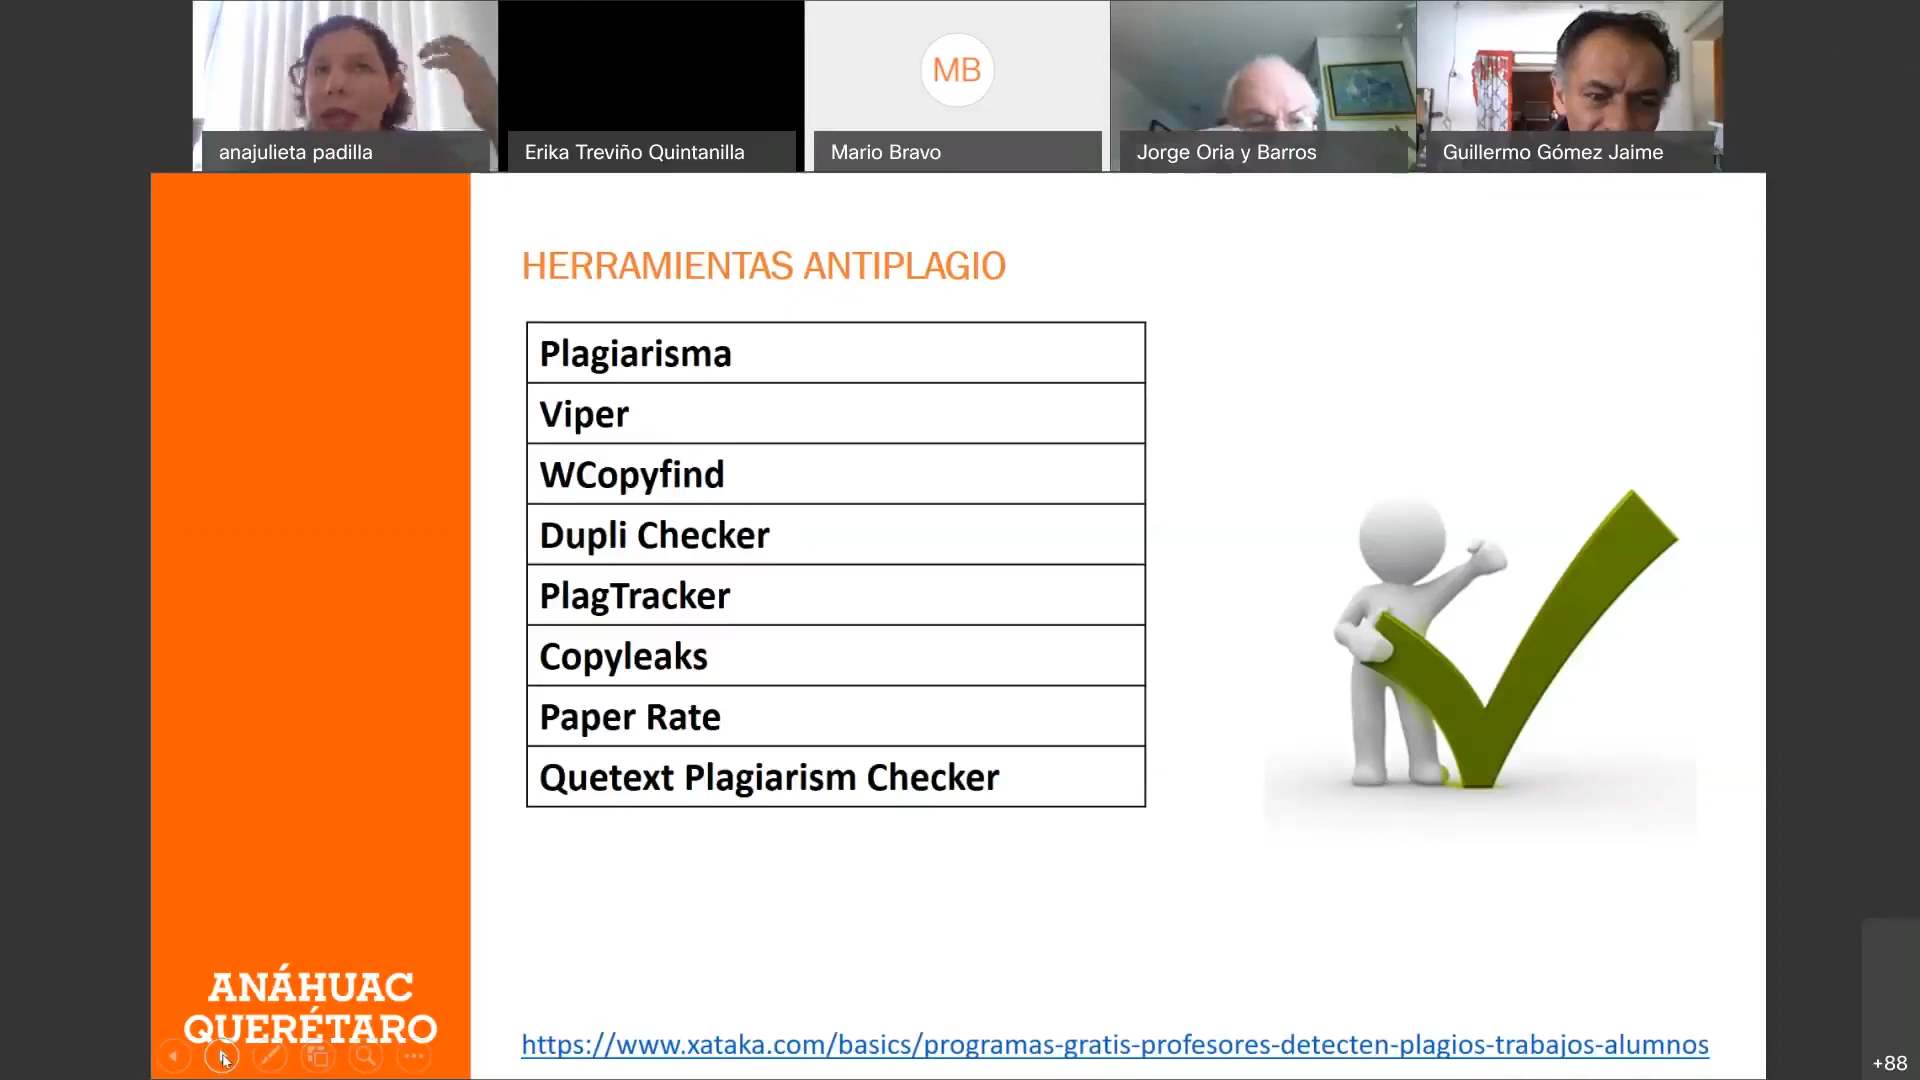 MB
anajulieta padilla
Erika Treviño Quintanilla
Mario Bravo
Jorge Oria y Barros
Guillermo Gómez Jaime
HERRAMIENTAS ANTIPLAGIO
Plagiarisma
Viper
WCopyfind
Dupli Checker
PlagTracker
Copyleaks
Paper Rate
Quetext Plagiarism Checker
ANÁHUAC
QUERÉTARO
https://www.xataka.com/basics/programas-gratis-profesores-detecten-plagios-trabajos-alumnos
+88